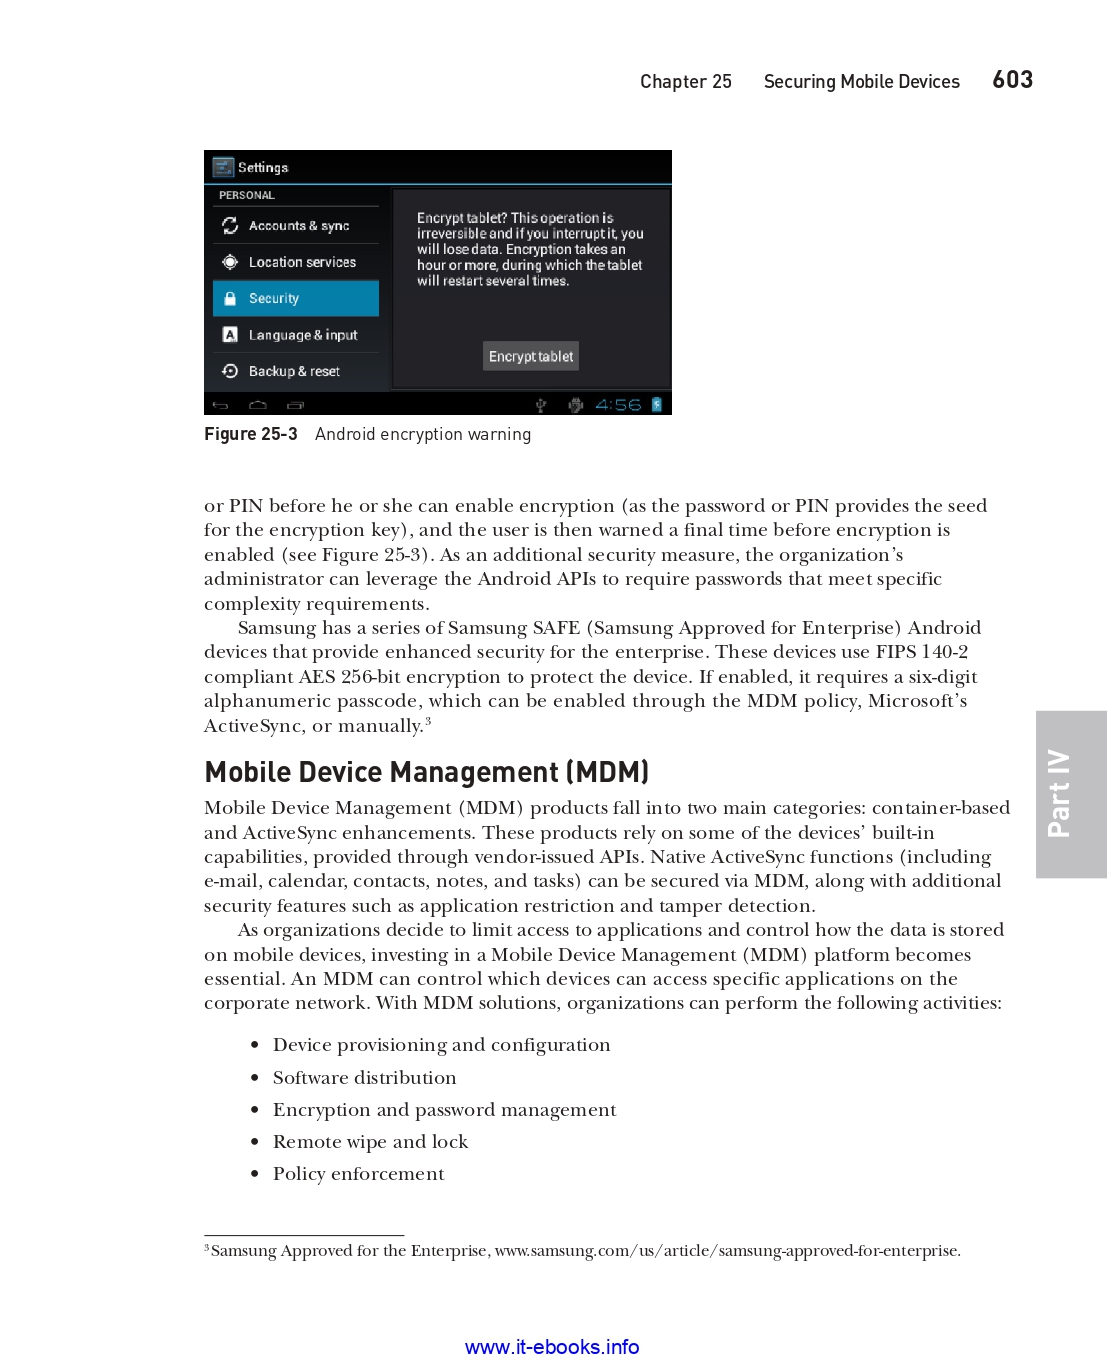 Chapter 25 Securing Mobile Devices 603
Settings
PERSONAL
Accounts & sync
Location services
Security
Language & input
Backup & reset
Encrypt tablet? This operation is
irreversible and if you interrupt it, you
will lose data. Encryption takes an
hour or more, during which the tablet
will restart several times.
Encrypt tablet
4:56
Figure 25-3 Android encryption warning
or PIN before he or she can enable encryption (as the password or PIN provides the seed
for the encryption key), and the user is then warned a final time before encryption is
enabled (see Figure 25-3). As an additional security measure, the organization’s
administrator can leverage the Android APIs to require passwords that meet specific
complexity requirements.
Samsung has a series of Samsung SAFE (Samsung Approved for Enterprise) Android
devices that provide enhanced security for the enterprise. These devices use FIPS 140-2
compliant AES 256-bit encryption to protect the device. If enabled, it requires a six-digit
alphanumeric passcode, which can be enabled through the MDM policy, Microsoft’s
ActiveSync, or manually.³
Mobile Device Management (MDM)
Mobile Device Management (MDM) products fall into two main categories: container-based
and ActiveSync enhancements. These products rely on some of the devices’ built-in
capabilities, provided through vendor-issued APIs. Native ActiveSync functions (including
e-mail, calendar, contacts, notes, and tasks) can be secured via MDM, along with additional
security features such as application restriction and tamper detection.
As organizations decide to limit access to applications and control how the data is stored
on mobile devices, investing in a Mobile Device Management (MDM) platform becomes
essential. An MDM can control which devices can access specific applications on the
corporate network. With MDM solutions, organizations can perform the following activities:
• Device provisioning and configuration
• Software distribution
• Encryption and password management
• Remote wipe and lock
• Policy enforcement
Part IV
³ Samsung Approved for the Enterprise, www.samsung.com/us/article/samsung-approved-for-enterprise.
www.it-ebooks.info